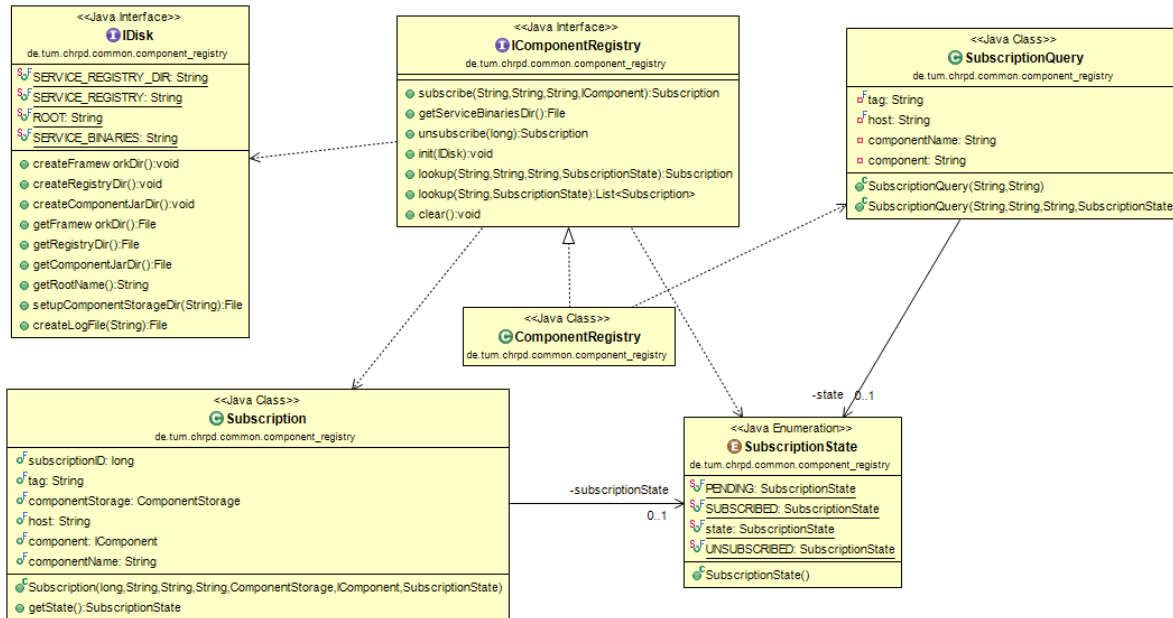 <<Java Interface>>
IDisk
de.tum.chrpd.common.component_registry
SERVICE_REGISTRY_DIR: String
SERVICE_REGISTRY: String
ROOT: String
SERVICE_BINARIES: String
createFramew orkDir():void
createRegistryDir():void
createComponentJarDir():void
getFramew orkDir():File
getRegistryDir():File
getComponentJarDir():File
getRootName():String
setupComponentStorageDir(String):File
createLogFile(String):File
<<Java Interface>>
IComponentRegistry
de.tum.chrpd.common.component_registry
subscribe(String,String,String,IComponent):Subscription
getServiceBinariesDir():File
unsubscribe(long):Subscription
init(IDisk):void
lookup(String,String,String,SubscriptionState):Subscription
lookup(String,SubscriptionState):List<Subscription>
clear():void
<<Java Class>>
SubscriptionQuery
de.tum.chrpd.common.component_registry
tag: String
host: String
componentName: String
component: String
SubscriptionQuery(String,String)
SubscriptionQuery(String,String,String,SubscriptionState
<<Java Class>>
ComponentRegistry
de.tum.chrpd.common.component_registry
<<Java Class>>
Subscription
de.tum.chrpd.common.component_registry
subscriptionID: long
tag: String
componentStorage: ComponentStorage
host: String
component: IComponent
componentName: String
Subscription(long,String,String,String,ComponentStorage,IComponent,SubscriptionState)
getState():SubscriptionState
-subscriptionState
0..1
-state 0..1
<<Java Enumeration>>
SubscriptionState
de.tum.chrpd.common.component_registry
PENDING: SubscriptionState
SUBSCRIBED: SubscriptionState
state: SubscriptionState
UNSUBSCRIBED: SubscriptionState
SubscriptionState()